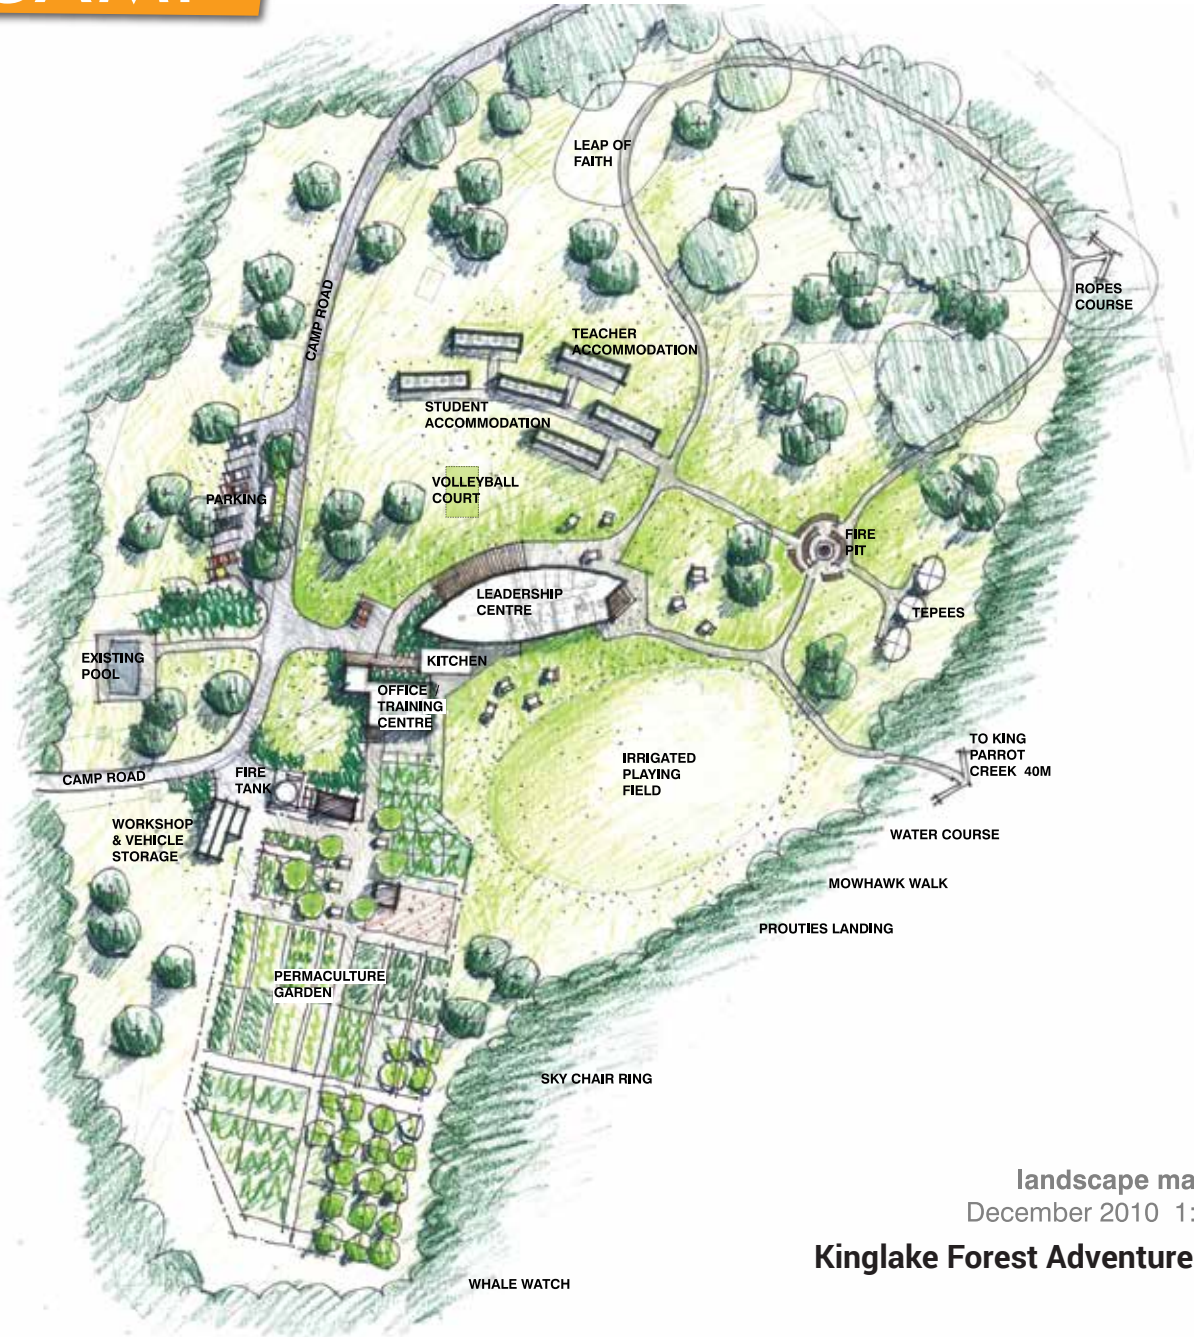 LEAP OF
FAITH
ROPES
COURSE
CAMP ROAD
TEACHER
ACCOMMODATION
STUDENT
ACCOMMODATION
VOLLEYBALL
COURT
PARKING
FIRE
PIT
LEADERSHIP
CENTRE
TEPEES
EXISTING
POOL
KITCHEN
OFFICE /
TRAINING
CENTRE
TO KING
PARROT
CREEK 40M
IRRIGATED
PLAYING
FIELD
CAMP ROAD
FIRE
TANK
WORKSHOP
& VEHICLE
STORAGE
WATER COURSE
MOWHAWK WALK
PROUTIES LANDING
PERMACULTURE
GARDEN
SKY CHAIR RING
landscape ma
December 2010 1:
Kinglake Forest Adventure
WHALE WATCH